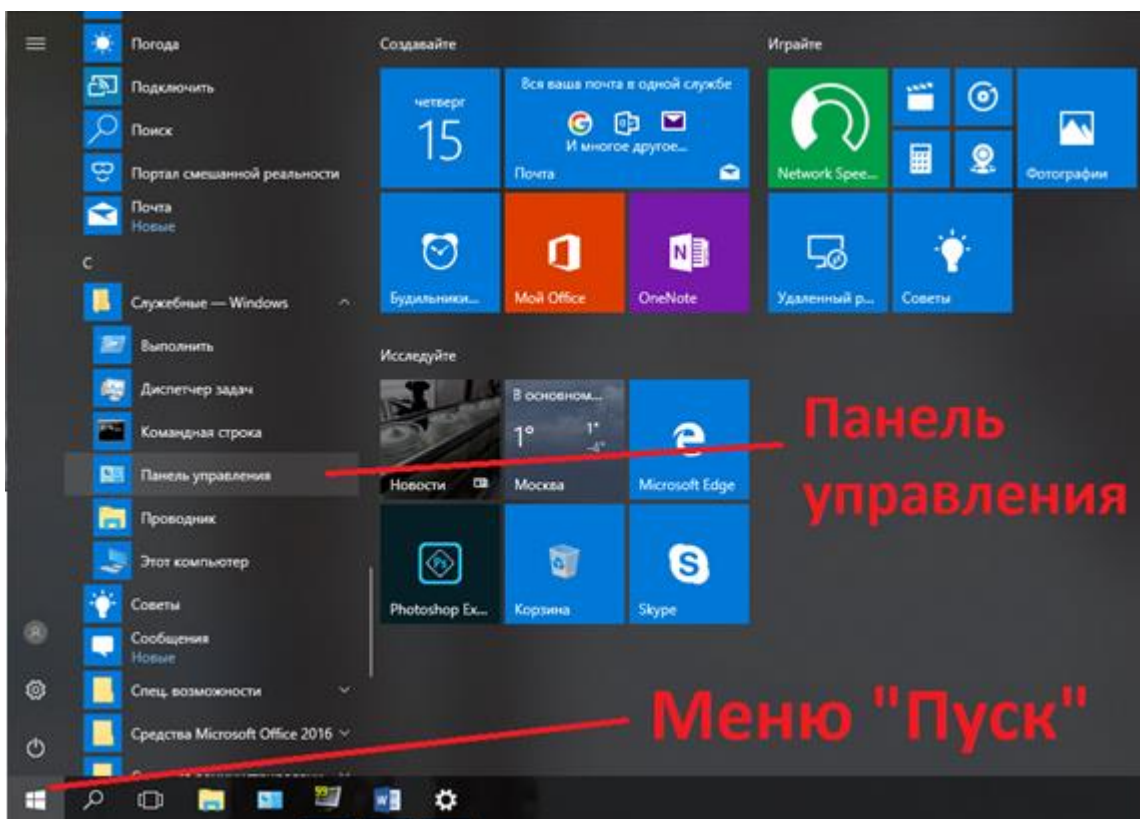 Погода
Подключить
Поиск
Портал смешанной реальности
Почта
Новые
С
Служебные — Windows
Выполнить
Диспетчер задач
Командная строка
Панель управления
Проводник
Этот компьютер
Советы
Сообщения
Новые
Спец. возможности
Средства Microsoft Office 2016
Создавайте
четверг
15
Вся ваша почта в одной службе
И многое другое...
Почта
Будильники...
Мой Office
OneNote
Играйте
Network Spee...
Фотографии
Удаленный р...
Советы
Исследуйте
Новости
В основном...
1°
1°
-4°
Москва
Microsoft Edge
Photoshop Ex...
Корзина
Skype
Панель
управления
Меню "Пуск"
99